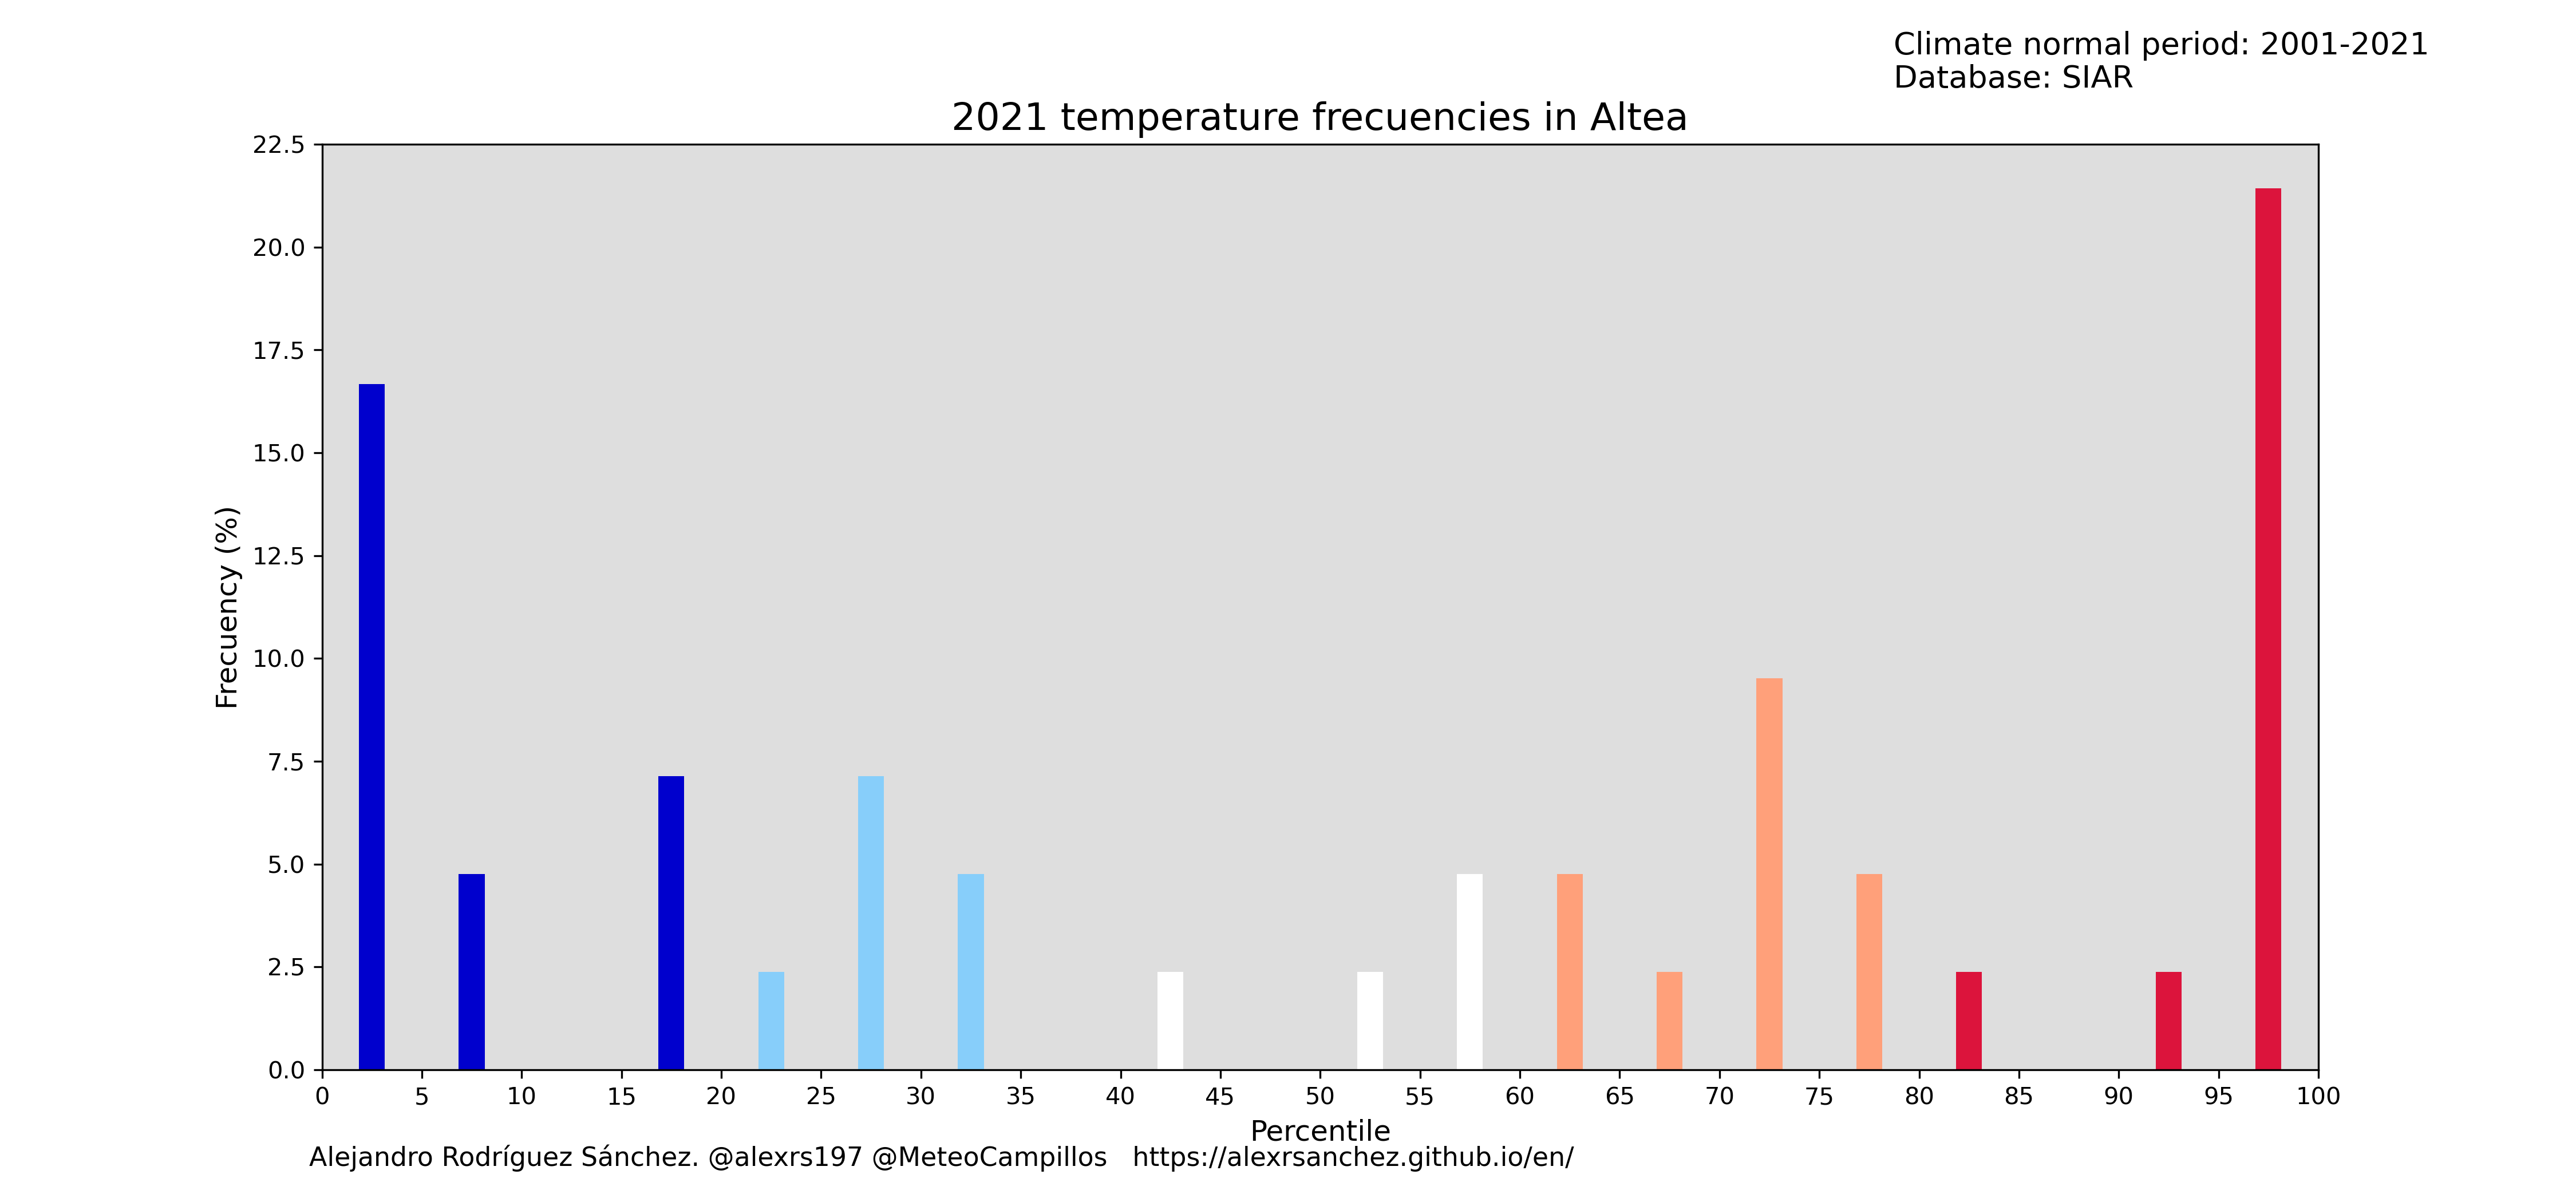 Climate normal period: 2001-2021
Database: SIAR
2021 temperature frecuencies in Altea
22.5
20.0
17.5
15.0
12.5
10.0
7.5
5.0
2.5
0.0
Frecuency (%)
0 5 10 15 20 25 30 35 40 45 50 55 60 65 70 75 80 85 90 95 100
Percentile
Alejandro Rodríguez Sánchez. @alexrs197 @MeteoCampillos https://alexrsanchez.github.io/en/